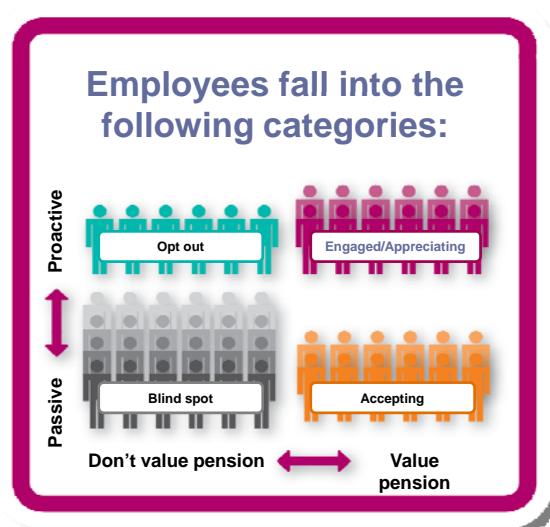 Employees fall into the
following categories:
Proactive
Opt out
Engaged/Appreciating
Passive
Blind spot
Accepting
Don't value pension
Value
pension